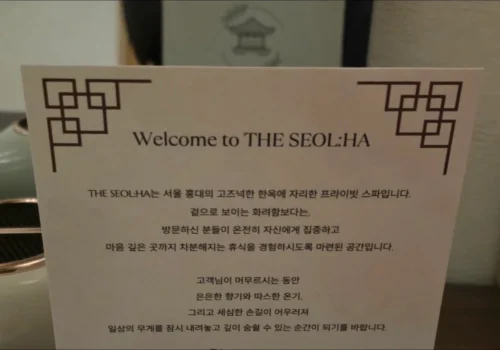 Welcome to THE SEOL:HA
THE SEOL:HA는 서울 홍대의 고즈넉한 한옥에 자리한 프라이빗 스파입니다.
겉으로 보이는 화려함보다는,
방문하신 분들이 온전히 자신에게 집중하고
마음 깊은 곳까지 차분해지는 휴식을 경험하시도록 마련된 공간입니다.
고객님이 머무르시는 동안
은은한 향기와 따스한 온기,
그리고 세심한 손길이 어우러져
일상의 무게를 잠시 내려놓고 깊이 숨쉴 수 있는 순간이 되기를 바랍니다.